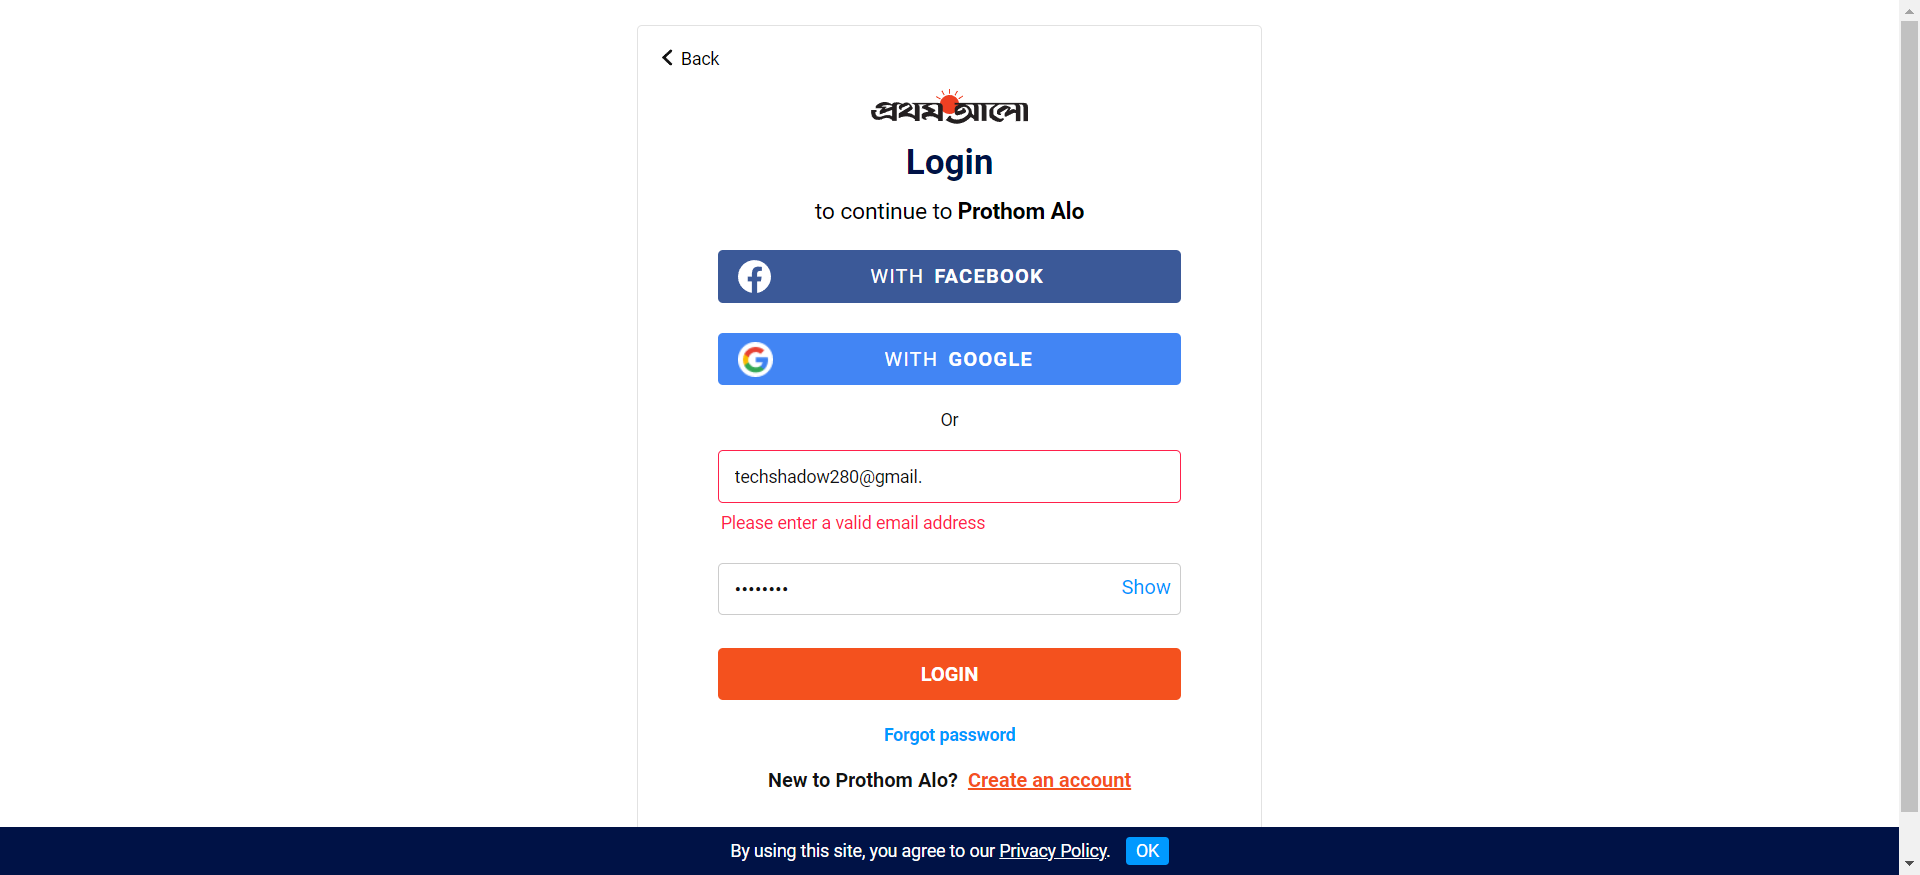 Back
প্রথম আলো
Login
to continue to Prothom Alo
WITH FACEBOOK
WITH GOOGLE
Or
techshadow280@gmail.
Please enter a valid email address
•••••••• Show
LOGIN
Forgot password
New to Prothom Alo? Create an account
By using this site, you agree to our Privacy Policy. OK